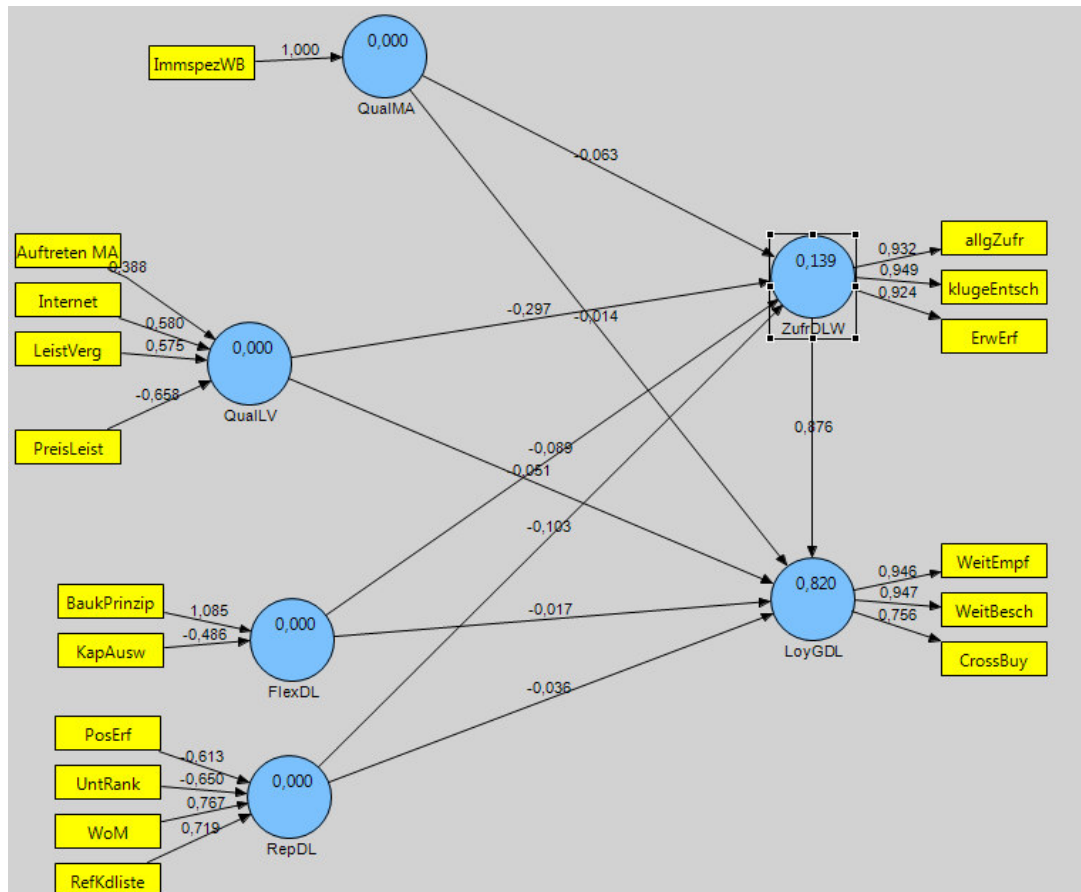 ImmspezWB
1,000
0,000
QualMA
-0,063
-0,014
Auftreten MA
0,388
Internet
0,580
LeistVerg
0,575
-0,658
PreisLeist
0,000
QualLV
-0,297
-0,051
0,139
ZufrDLW
0,932
allgZufr
0,949
klugeEntsch
0,924
ErwErf
0,876
-0,089
-0,103
BaukPrinzip
1,085
KapAusw
-0,486
0,000
FlexDL
-0,017
0,820
LoyGDL
0,946
WeitEmpf
0,947
WeitBesch
0,756
CrossBuy
-0,036
PosErf
-0,613
UntRank
-0,650
WoM
0,767
RefKdliste
0,719
0,000
RepDL